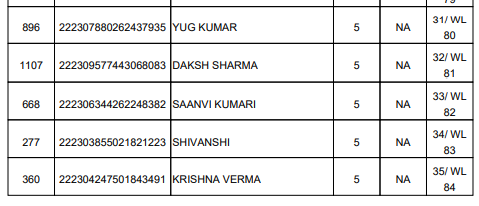 79
896 222307880262437935 YUG KUMAR 5 NA 31/ WL 80
1107 222309577443068083 DAKSH SHARMA 5 NA 32/ WL 81
668 222306344262248382 SAANVI KUMARI 5 NA 33/ WL 82
277 222303855021821223 SHIVANSHI 5 NA 34/ WL 83
360 222304247501843491 KRISHNA VERMA 5 NA 35/ WL 84